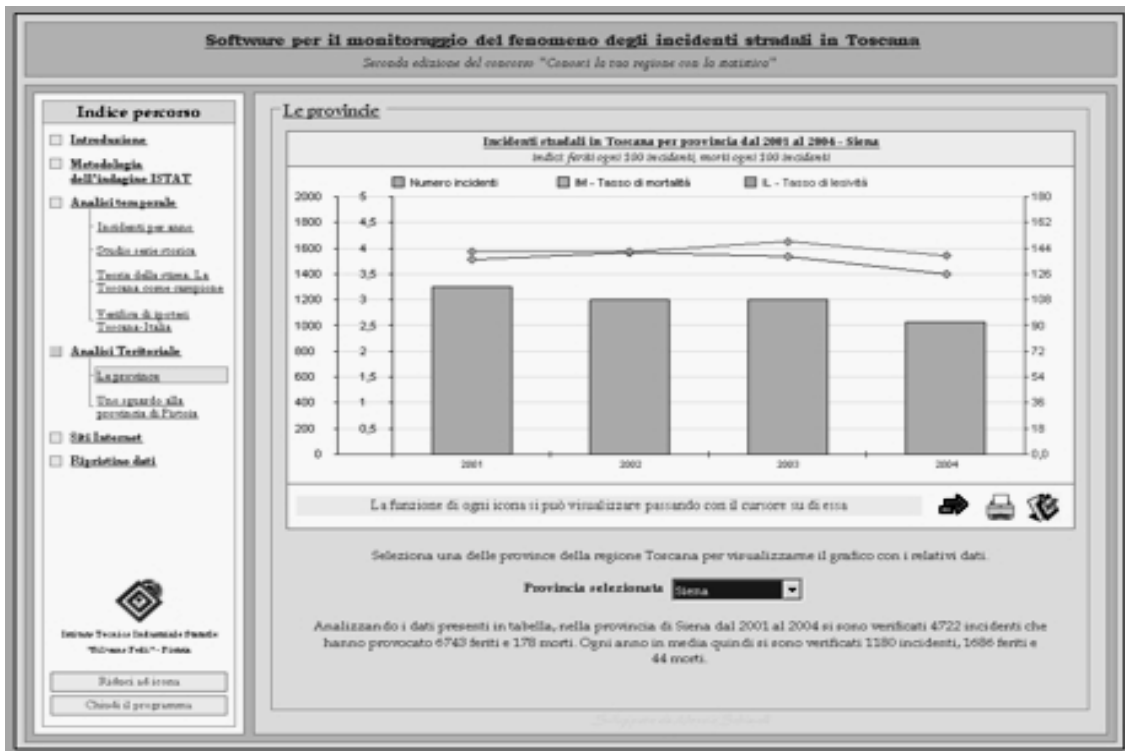 Software per il monitoraggio del fenomeno degli incidenti stradali in Toscana
Seconda edizione del concorso "Conosci la tua regione con la statistica"
Indice percorso
Introduzione
Metodologia
dell'indagine ISTAT
Analisi temporale
Incidenti per anno
Studio serie storica
Teoria della stima. La
Toscana come campione
Verifica di ipotesi
Toscana-Italia
Analisi Territoriale
Le province
Uno sguardo alla
provincia di Pistoia
Siti Internet
Ripristino dati
Istituto Tecnico Industriale Statale
Pistoia
Riduci ad icona
Chiudi il programma
Le provincie
Incidenti stradali in Toscana per provincia dal 2001 al 2004 - Siena
indici: feriti ogni 100 incidenti, morti ogni 100 incidenti
Numero incidenti IM - Tasso di mortalità IL - Tasso di lesività
2000 5 180
1800 4,5 162
1600 4 144
1400 3,5 126
1200 3 108
1000 2,5 90
800 2 72
600 1,5 54
400 1 36
200 0,5 18
0 0,0
2001 2002 2003 2004
La funzione di ogni icona si può visualizzare passando con il cursore su di essa
Seleziona una delle province della regione Toscana per visualizzarne il grafico con i relativi dati.
Provincia selezionata Siena
Analizzando i dati presenti in tabella, nella provincia di Siena dal 2001 al 2004 si sono verificati 4722 incidenti che
hanno provocato 6743 feriti e 178 morti. Ogni anno in media quindi si sono verificati 1180 incidenti, 1686 feriti e
44 morti.